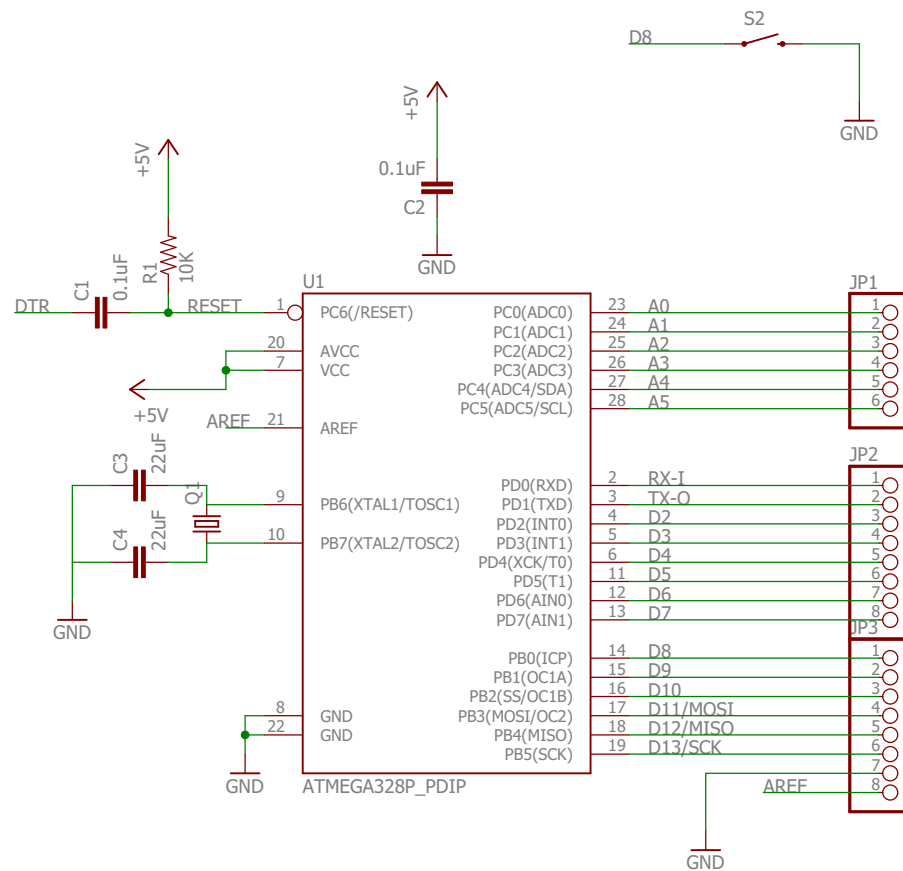 S2
D8
GND
+5V
0.1uF
C2
GND
+5V
R1
10K
C1
0.1uF
DTR
RESET
U1
1 PC6(/RESET)
20 AVCC
7 VCC
+5V
AREF 21 AREF
C3
22uF
Q1
9 PB6(XTAL1/TOSC1)
10 PB7(XTAL2/TOSC2)
C4
22uF
GND
8 GND
22 GND
GND
ATMEGA328P_PDIP
JP1
PC0(ADC0) 23 A0 1
PC1(ADC1) 24 A1 2
PC2(ADC2) 25 A2 3
PC3(ADC3) 26 A3 4
PC4(ADC4/SDA) 27 A4 5
PC5(ADC5/SCL) 28 A5 6
JP2
PD0(RXD) 2 RX-I 1
PD1(TXD) 3 TX-O 2
PD2(INT0) 4 D2 3
PD3(INT1) 5 D3 4
PD4(XCK/T0) 6 D4 5
PD5(T1) 11 D5 6
PD6(AIN0) 12 D6 7
PD7(AIN1) 13 D7 8
JP3
PB0(ICP) 14 D8 1
PB1(OC1A) 15 D9 2
PB2(SS/OC1B) 16 D10 3
PB3(MOSI/OC2) 17 D11/MOSI 4
PB4(MISO) 18 D12/MISO 5
PB5(SCK) 19 D13/SCK 6
7
AREF 8
GND